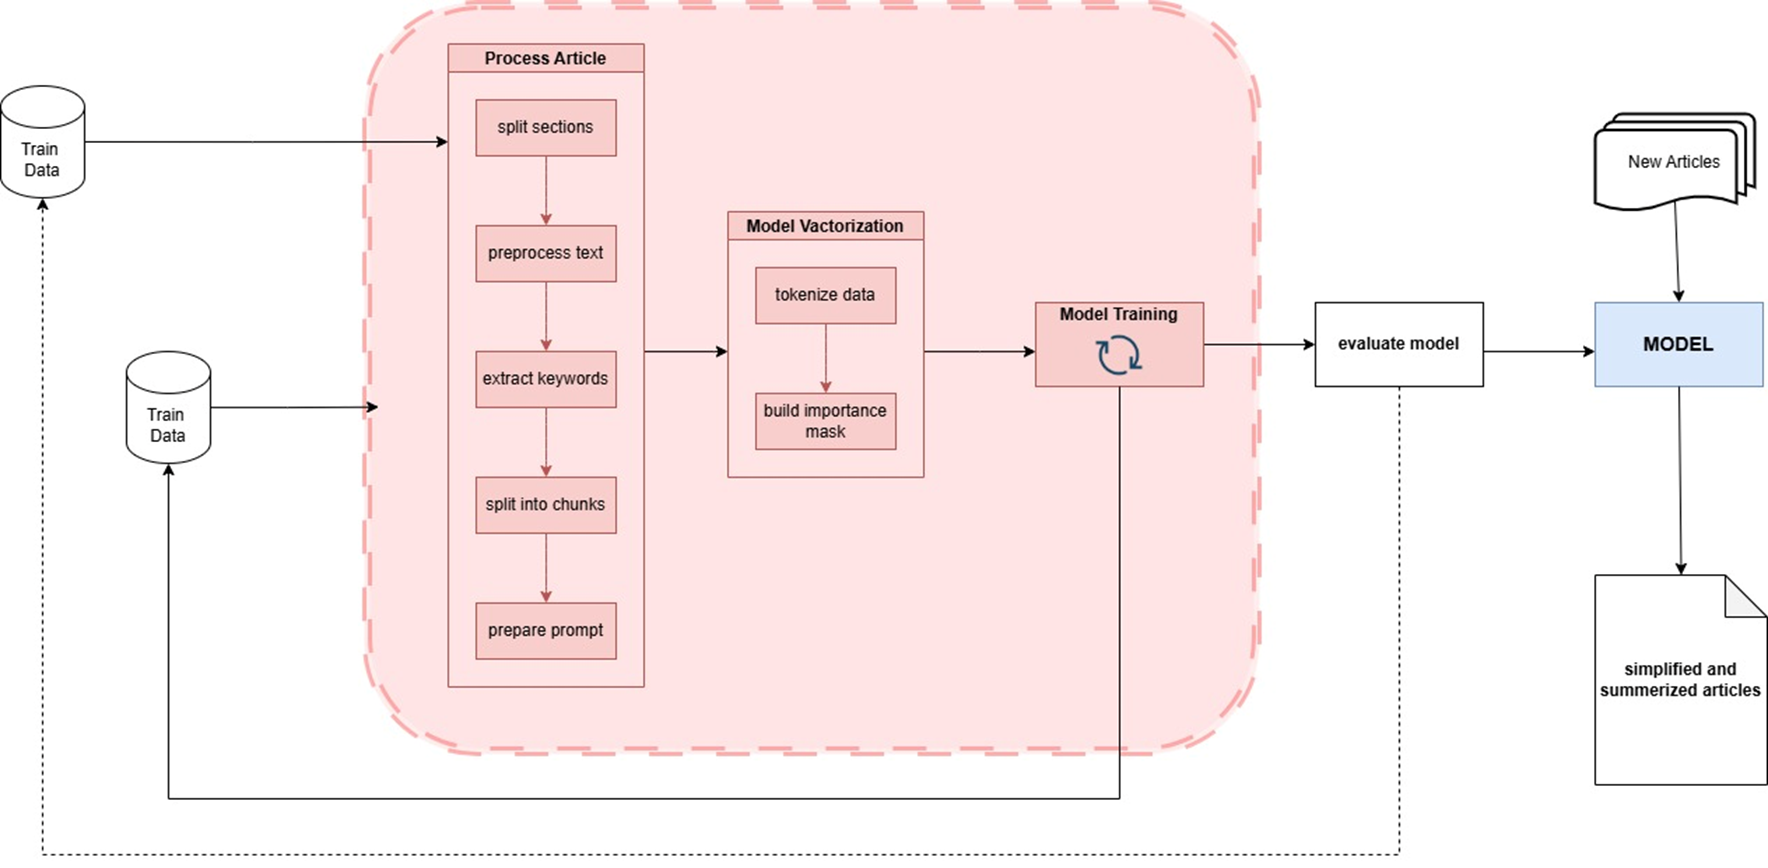 Process Article
split sections
preprocess text
extract keywords
split into chunks
prepare prompt
Train
Data
Train
Data
Model Vactorization
tokenize data
build importance
mask
Model Training
evaluate model
New Articles
MODEL
simplified and
summerized articles